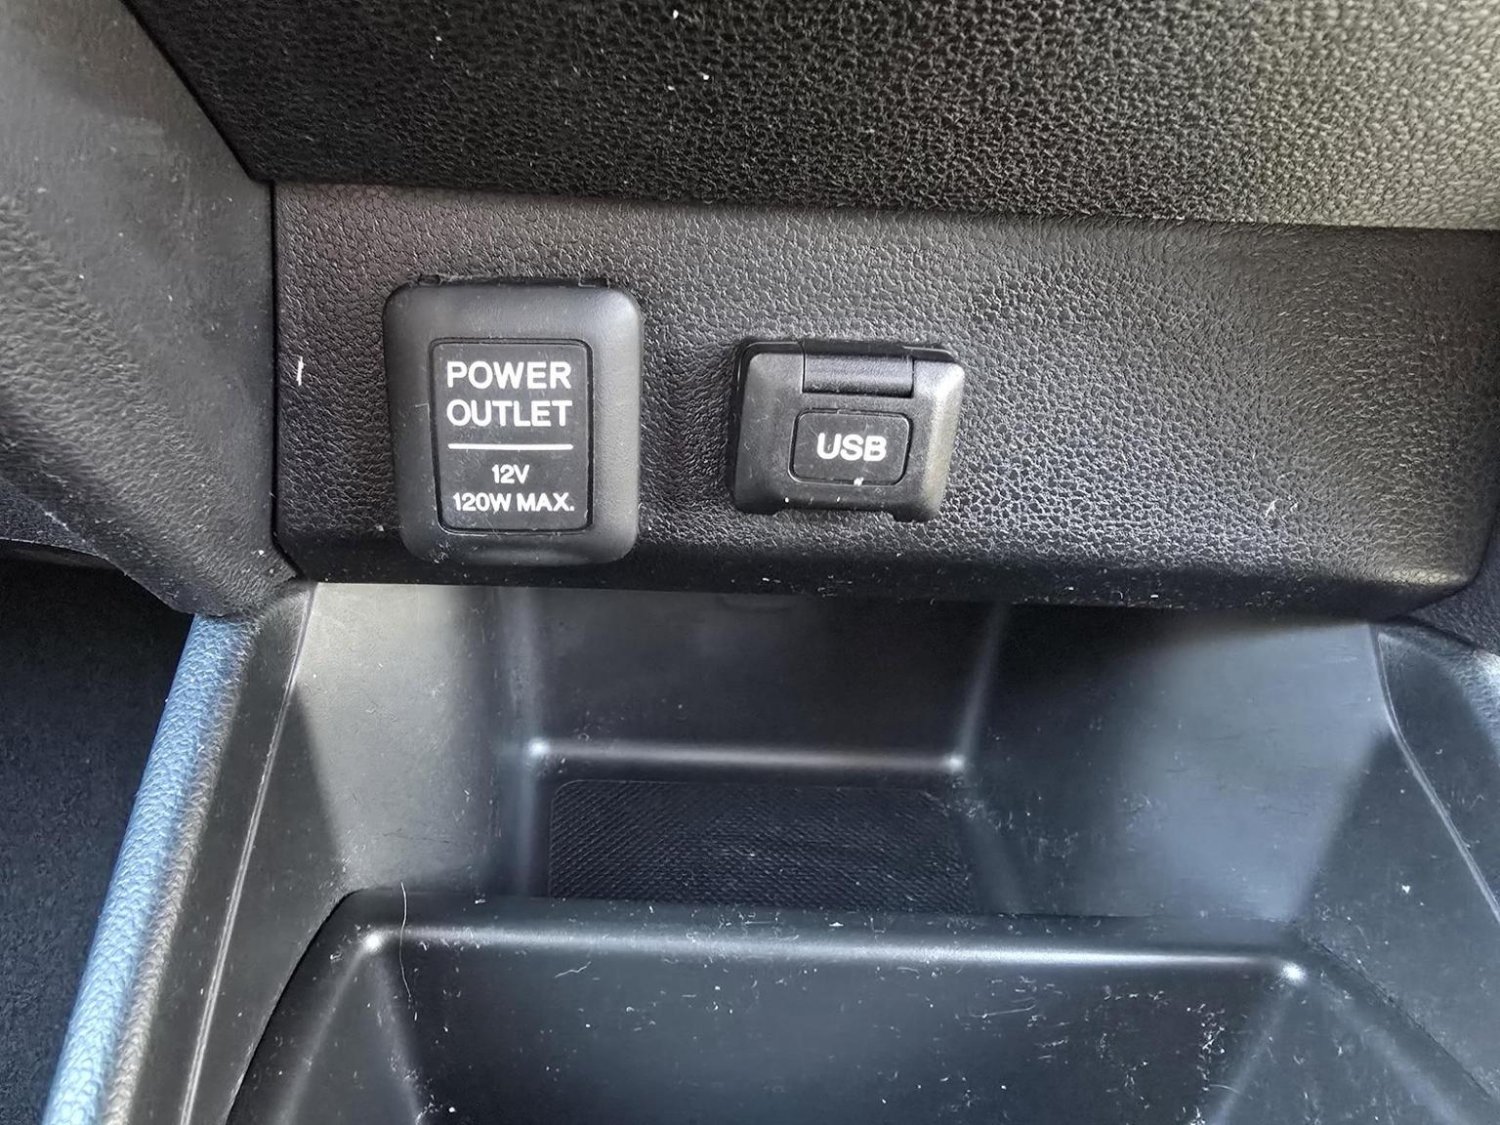 POWER
OUTLET
12V
120W MAX.
USB